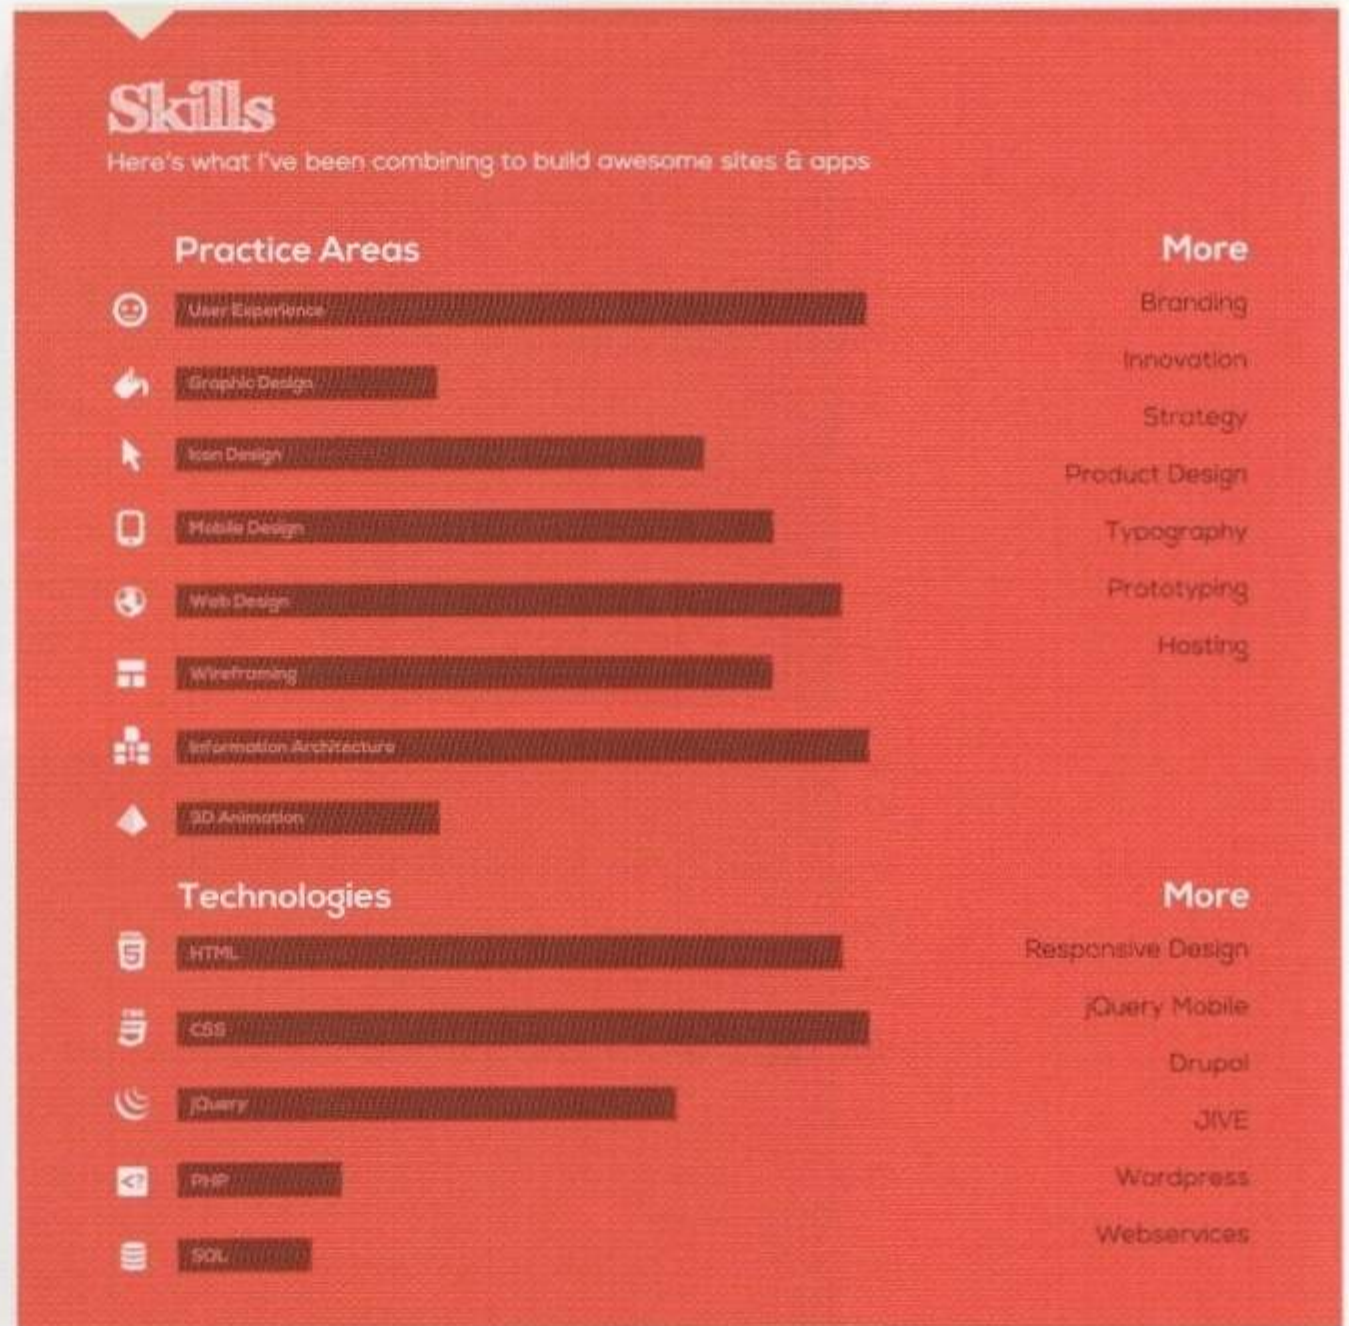 Skills
Here's what I've been combining to build awesome sites & apps
Practice Areas
User Experience
Graphic Design
Icon Design
Mobile Design
Web Design
Wireframing
Information Architecture
3D Animation
More
Branding
Innovation
Strategy
Product Design
Typography
Prototyping
Hosting
Technologies
HTML
CSS
jQuery
PHP
SQL
More
Responsive Design
jQuery Mobile
Drupal
JIVE
Wordpress
Webservices